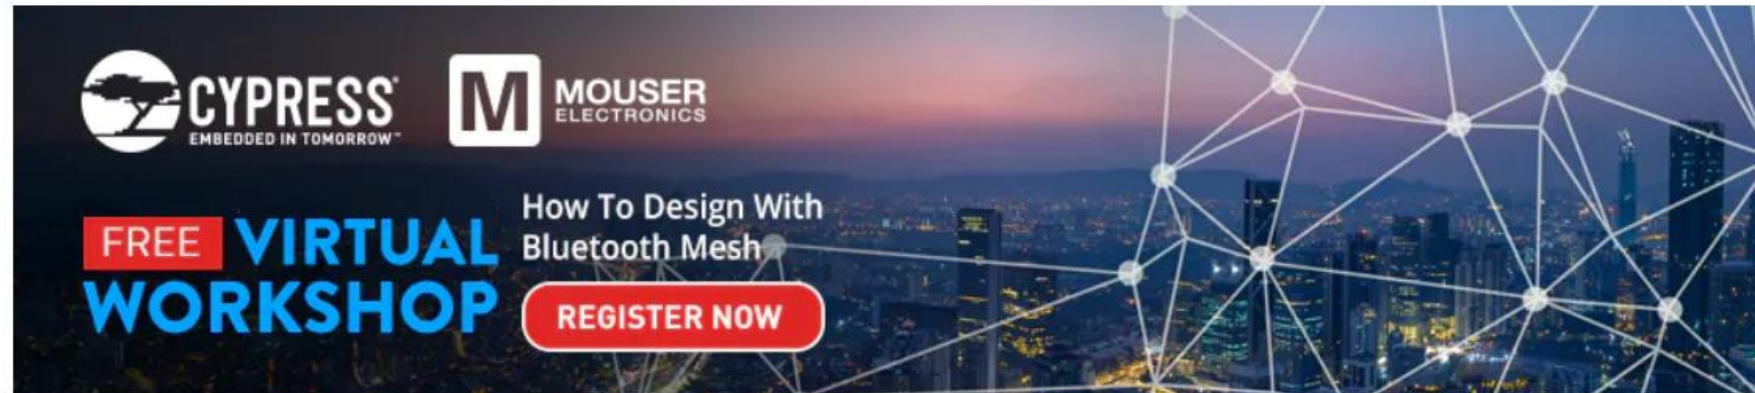 CYPRESS®
EMBEDDED IN TOMORROW™
M
MOUSER
ELECTRONICS
FREE VIRTUAL
WORKSHOP
How To Design With
Bluetooth Mesh
REGISTER NOW